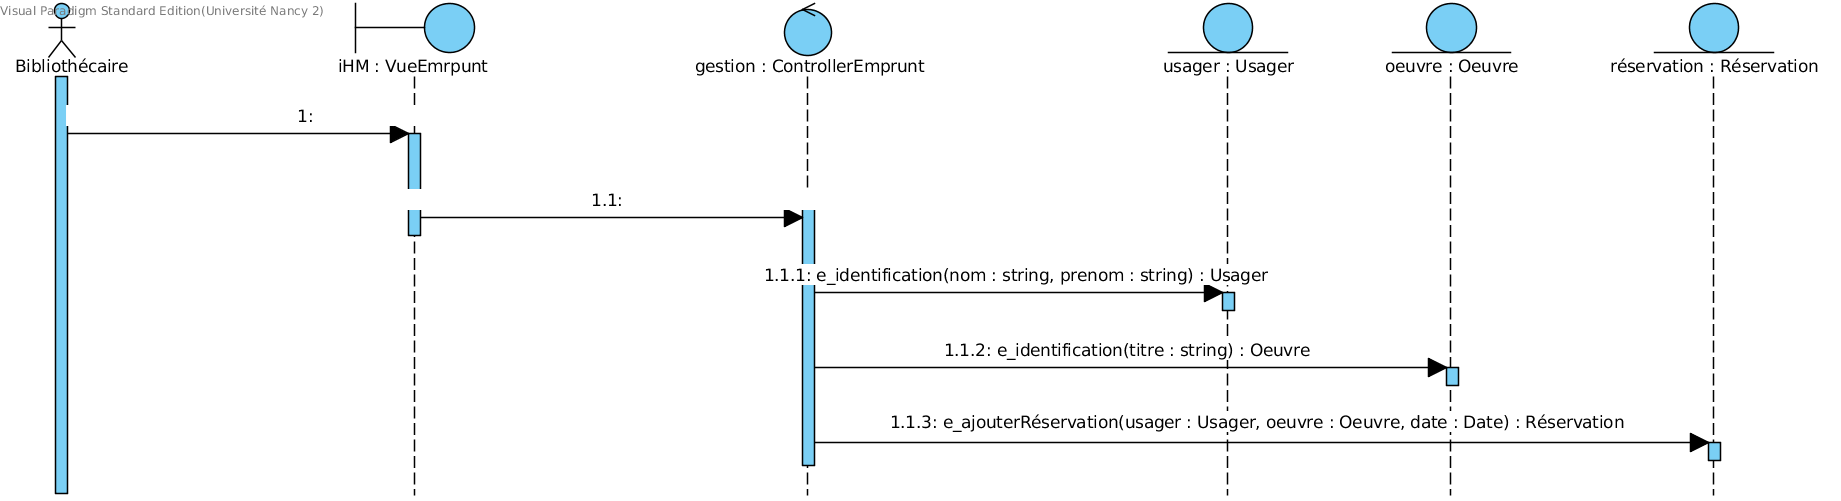 Visual Paradigm Standard Edition(Université Nancy 2)
Bibliothécaire
iHM : VueEmrpunt
gestion : ControllerEmprunt
usager : Usager
oeuvre : Oeuvre
réservation : Réservation
1:
1.1:
1.1.1: e_identification(nom : string, prenom : string) : Usager
1.1.2: e_identification(titre : string) : Oeuvre
1.1.3: e_ajouterRéservation(usager : Usager, oeuvre : Oeuvre, date : Date) : Réservation